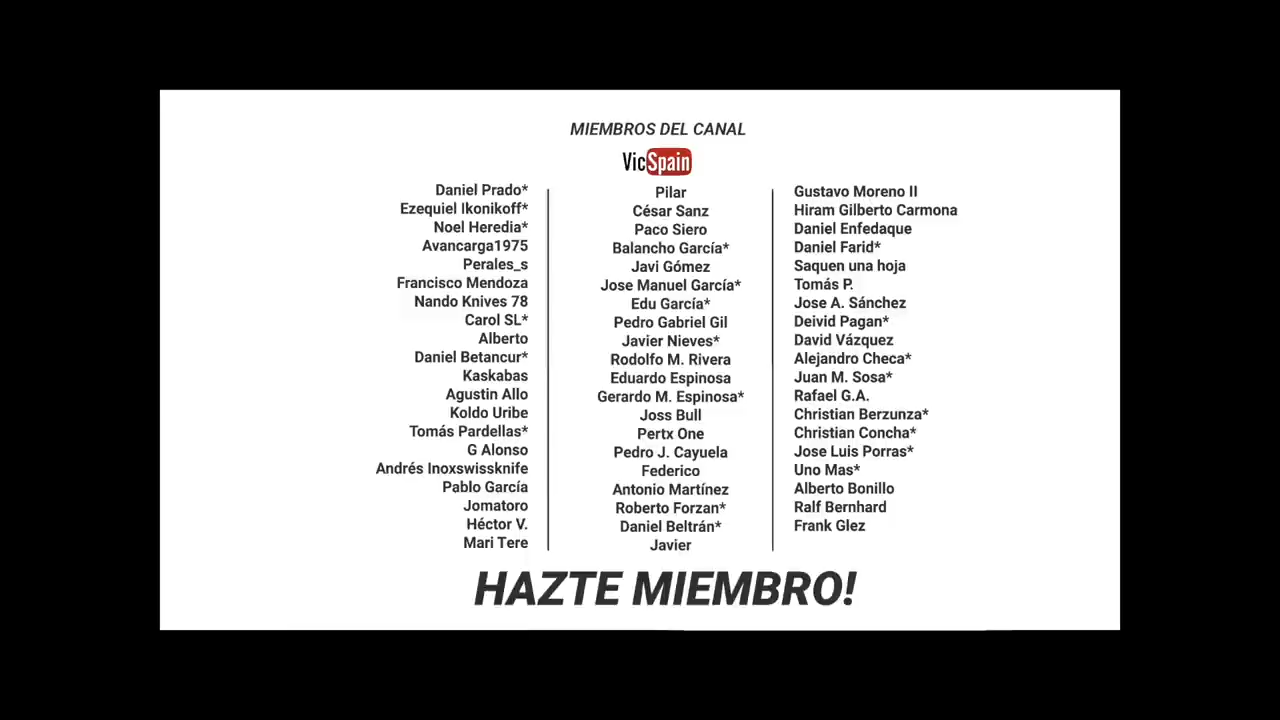 MIEMBROS DEL CANAL
VicSpain
Daniel Prado*
Ezequiel Ikonikoff*
Noel Heredia*
Avancarga1975
Perales_s
Francisco Mendoza
Nando Knives 78
Carol SL*
Alberto
Daniel Betancur*
Kaskabas
Agustin Allo
Koldo Uribe
Tomás Pardellas*
G Alonso
Andrés Inoxswissknife
Pablo García
Jomatoro
Héctor V.
Mari Tere
Pilar
César Sanz
Paco Siero
Balancho García*
Javi Gómez
Jose Manuel García*
Edu García*
Pedro Gabriel Gil
Javier Nieves*
Rodolfo M. Rivera
Eduardo Espinosa
Gerardo M. Espinosa*
Joss Bull
Pertx One
Pedro J. Cayuela
Federico
Antonio Martínez
Roberto Forzan*
Daniel Beltrán*
Javier
Gustavo Moreno II
Hiram Gilberto Carmona
Daniel Enfedaque
Daniel Farid*
Saquen una hoja
Tomás P.
Jose A. Sánchez
Deivid Pagan*
David Vázquez
Alejandro Checa*
Juan M. Sosa*
Rafael G.A.
Christian Berzunza*
Christian Concha*
Jose Luis Porras*
Uno Mas*
Alberto Bonillo
Ralf Bernhard
Frank Glez
HAZTE MIEMBRO!